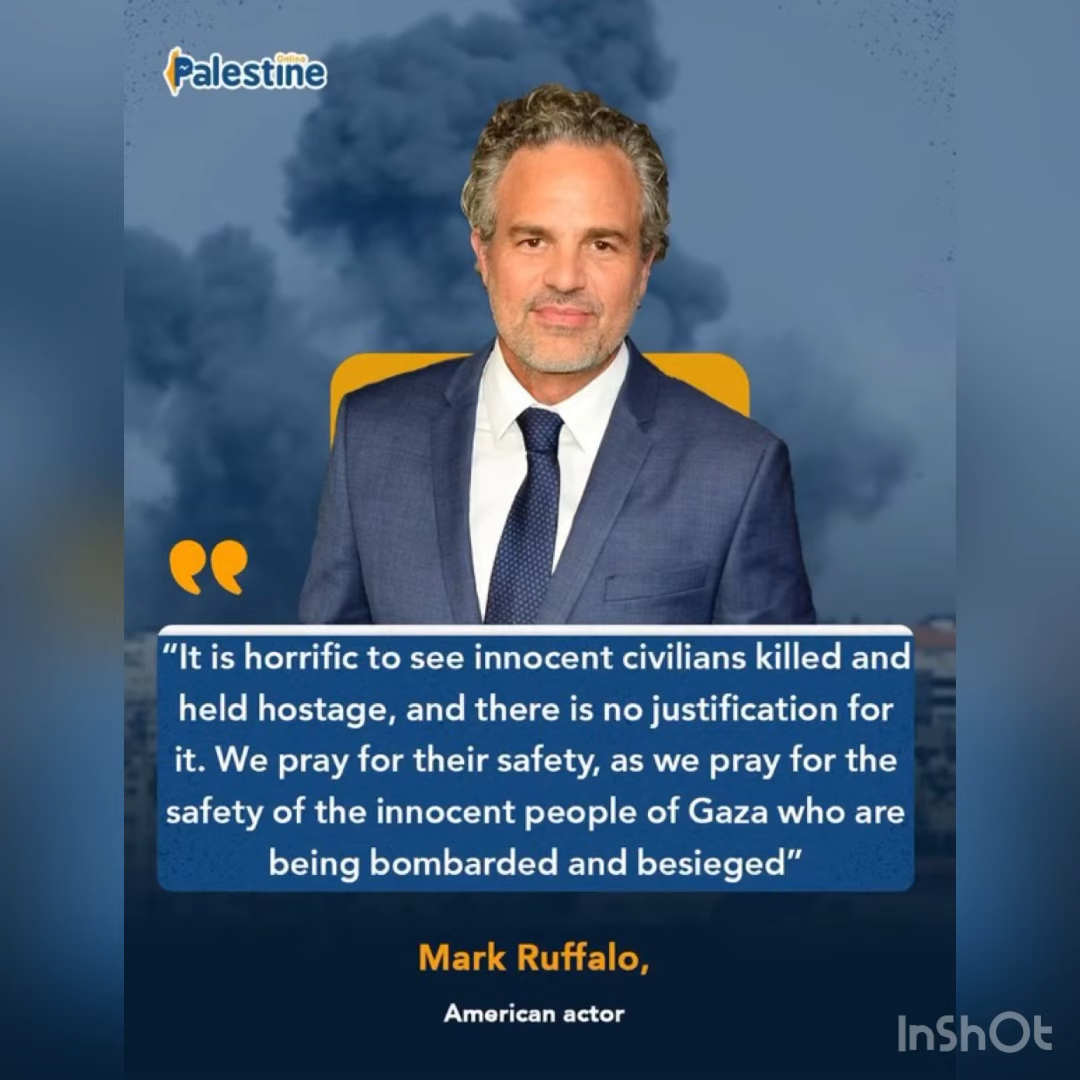 Online
Palestine
“It is horrific to see innocent civilians killed and
held hostage, and there is no justification for
it. We pray for their safety, as we pray for the
safety of the innocent people of Gaza who are
being bombarded and besieged”
Mark Ruffalo,
American actor
InShOt